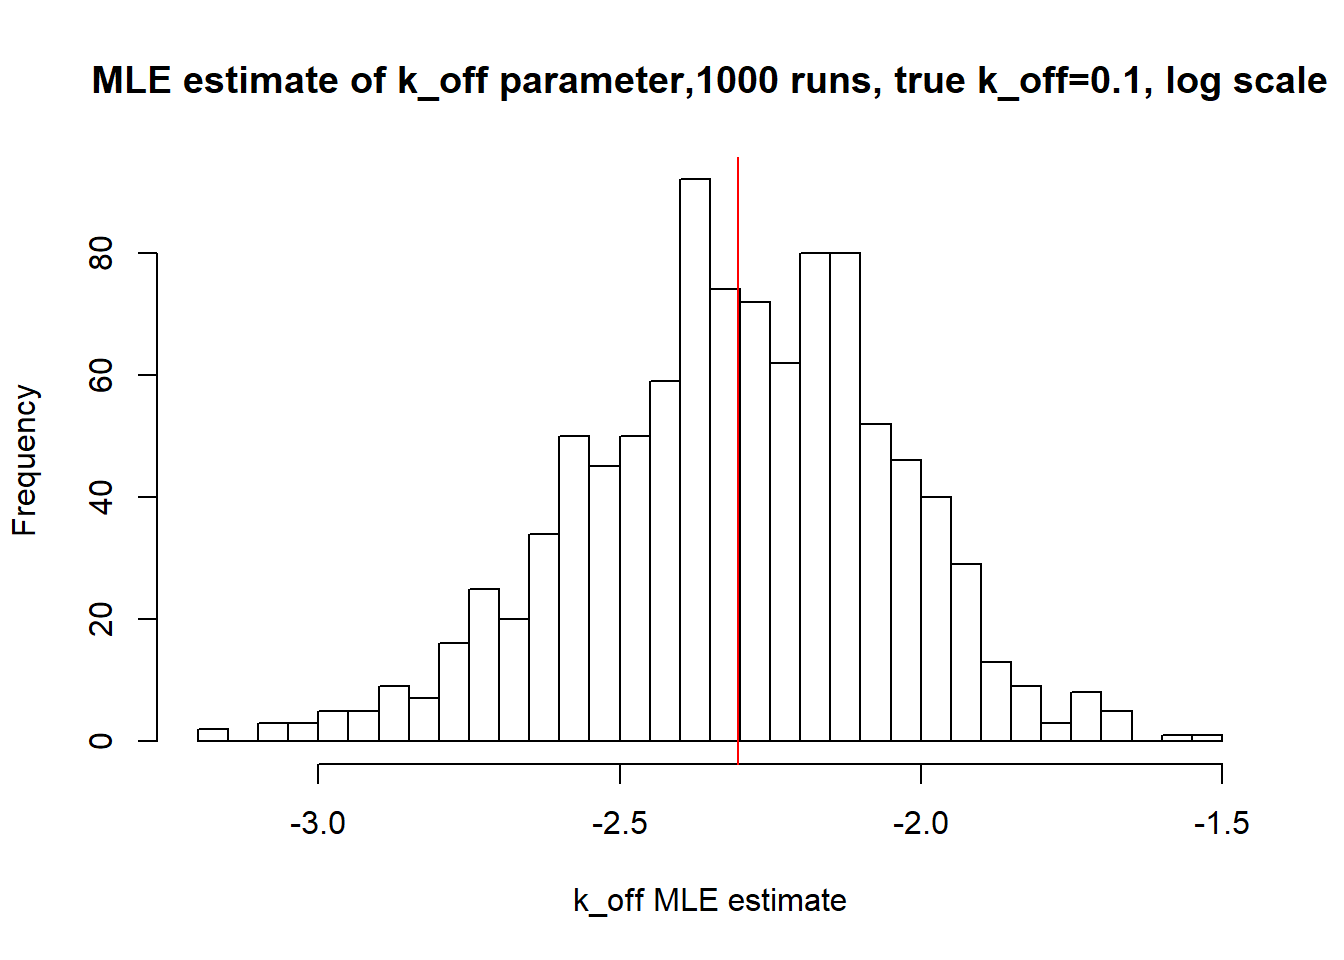 MLE estimate of k_off parameter,1000 runs, true k_off=0.1, log scale
Frequency
80
60
40
20
0
-3.0 -2.5 -2.0 -1.5
k_off MLE estimate